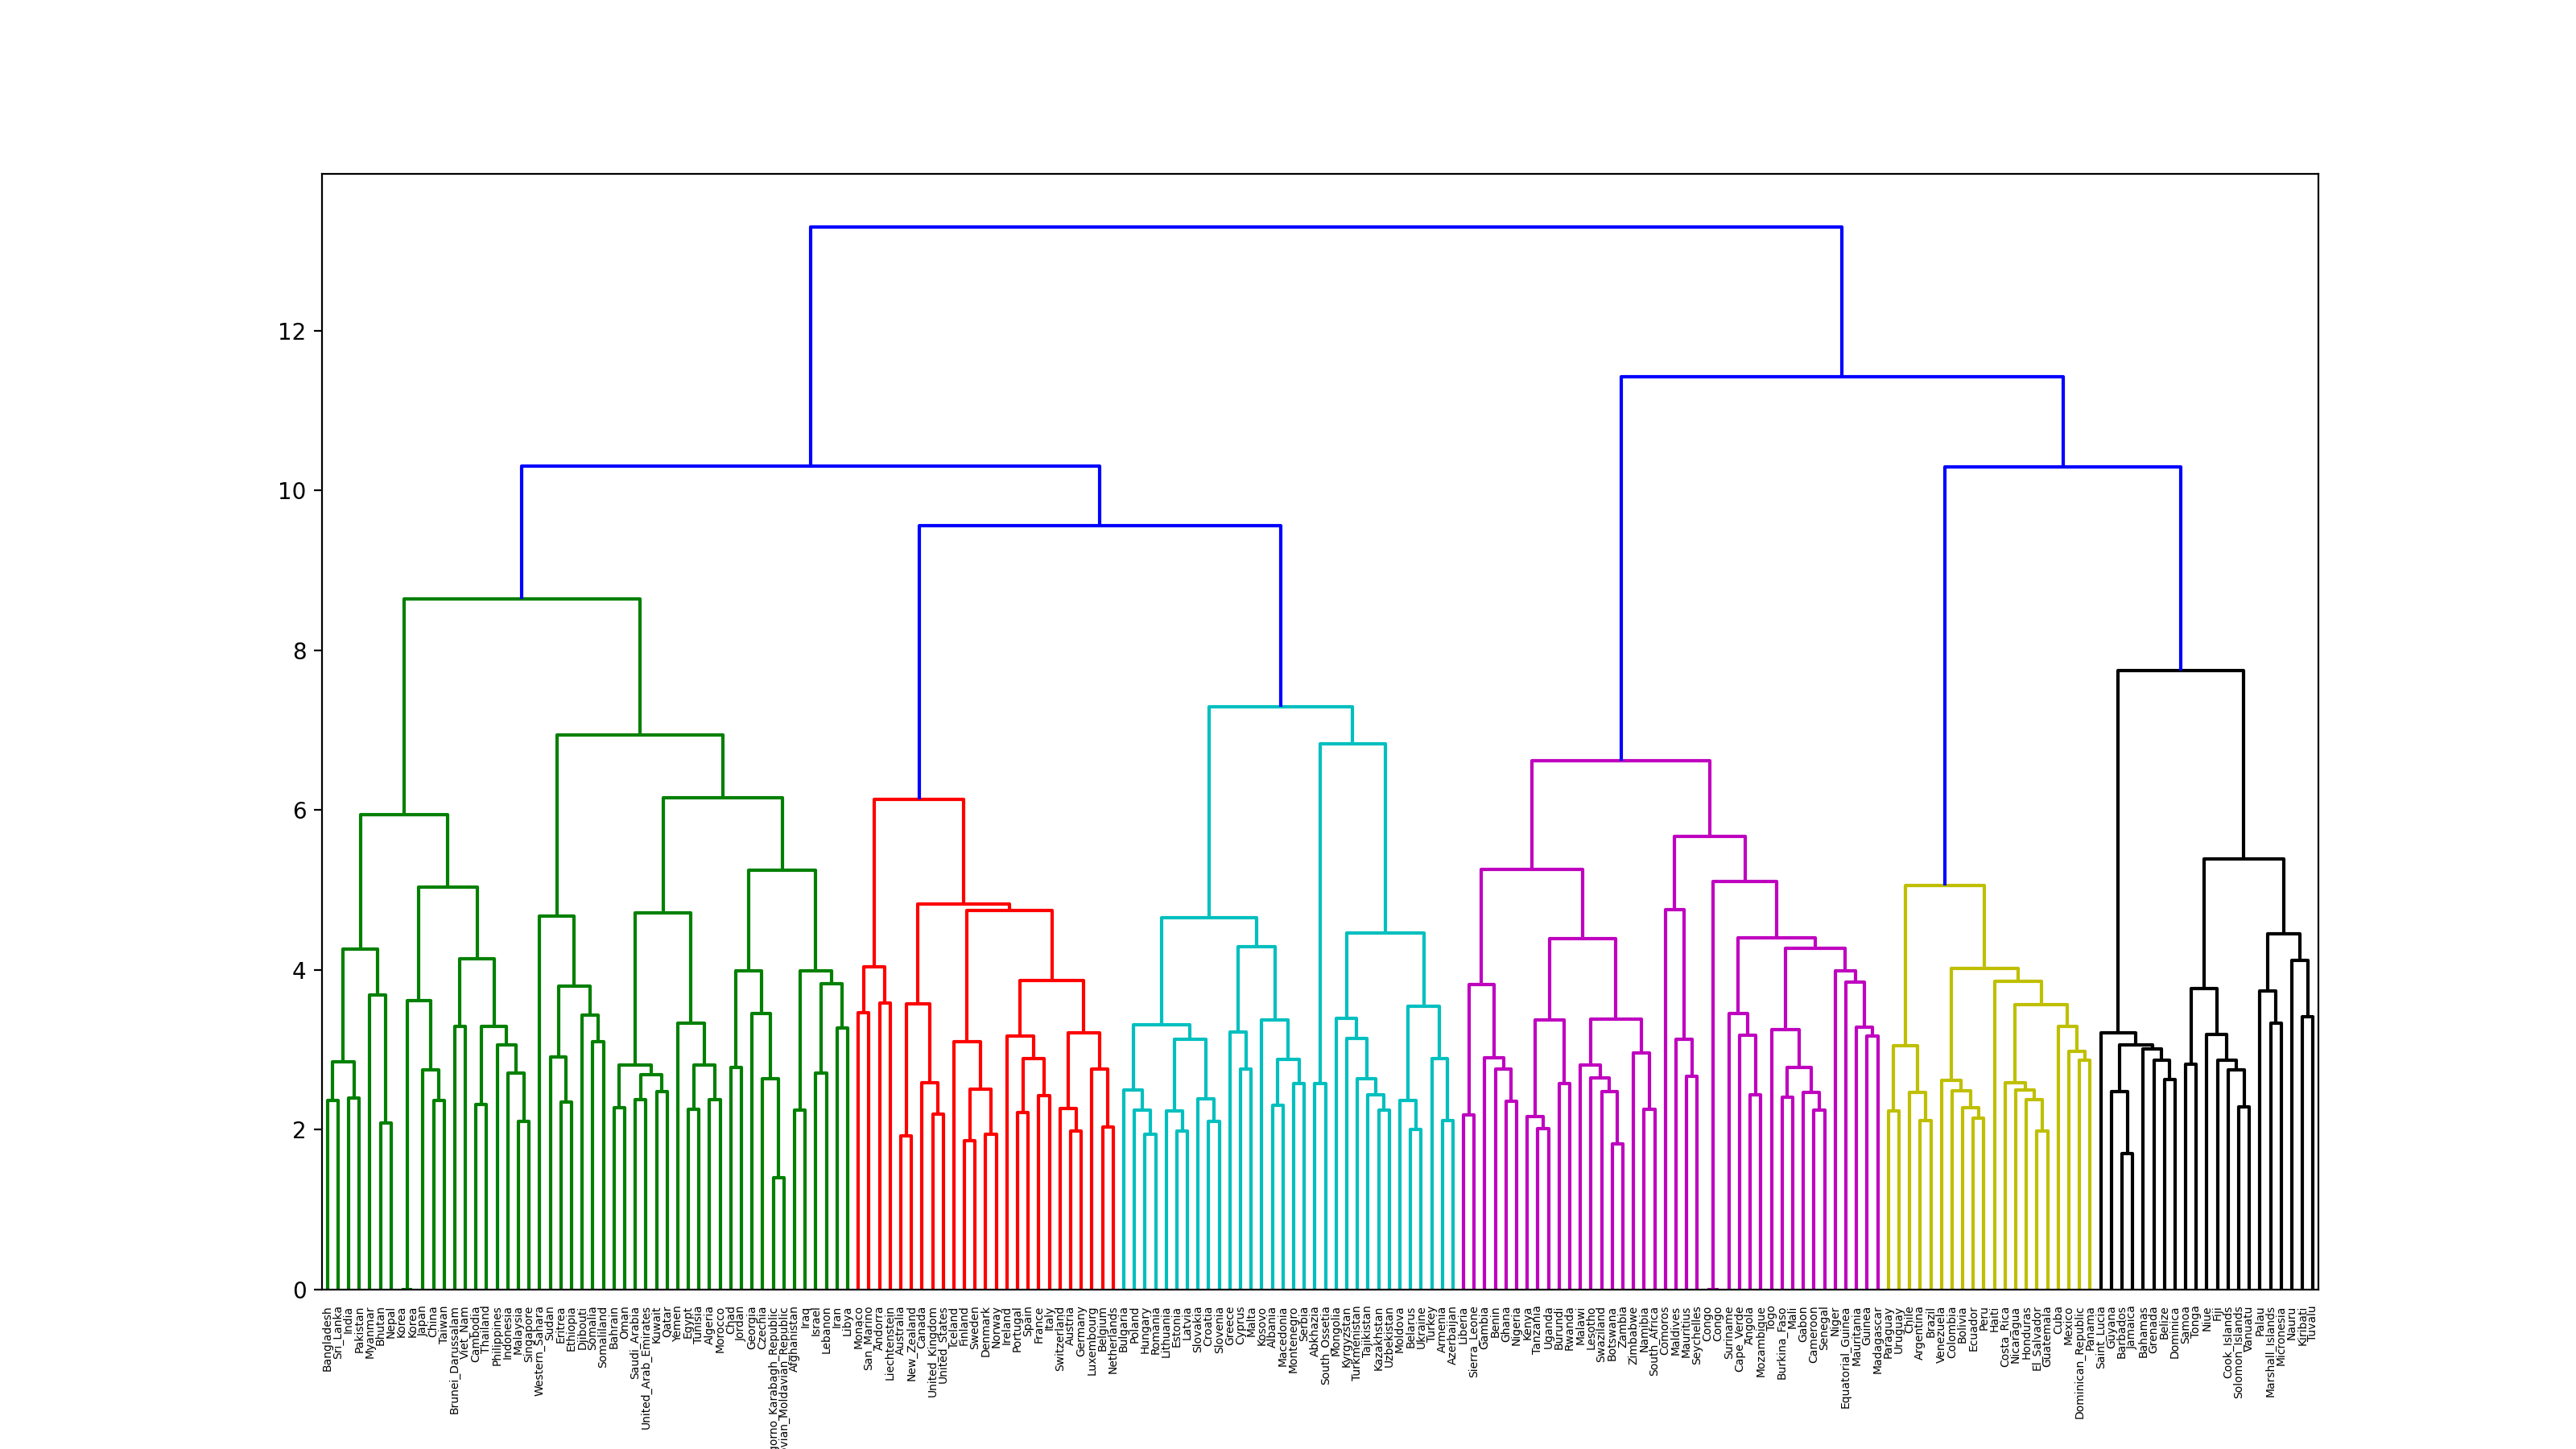 12
10
8
6
4
2
0
Bangladesh
Sri_Lanka
India
Pakistan
Myanmar
Bhutan
Nepal
Korea
Korea
Japan
China
Taiwan
Brunei_Darussalam
Viet_Nam
Cambodia
Thailand
Philippines
Indonesia
Malaysia
Singapore
Western_Sahara
Sudan
Eritrea
Ethiopia
Djibouti
Somalia
Somaliland
Bahrain
Oman
Saudi_Arabia
United_Arab_Emirates
Kuwait
Qatar
Yemen
Egypt
Tunisia
Algeria
Morocco
Chad
Jordan
Georgia
Czechia
gorno_Karabagh_Republic
vian_Moldavian_Republic
Afghanistan
Iraq
Israel
Lebanon
Iran
Libya
Monaco
San_Marino
Andorra
Liechtenstein
Australia
New_Zealand
Canada
United_Kingdom
United_States
Iceland
Finland
Sweden
Denmark
Norway
Ireland
Portugal
Spain
France
Italy
Switzerland
Austria
Germany
Luxembourg
Belgium
Netherlands
Bulgaria
Poland
Hungary
Romania
Lithuania
Estonia
Latvia
Slovakia
Croatia
Slovenia
Greece
Cyprus
Malta
Kosovo
Albania
Macedonia
Montenegro
Serbia
Abkhazia
South_Ossetia
Mongolia
Kyrgyzistan
Turkmenistan
Tajikistan
Kazakhstan
Uzbekistan
Moldova
Belarus
Ukraine
Turkey
Armenia
Azerbaijan
Liberia
Sierra_Leone
Gambia
Benin
Ghana
Nigeria
Kenya
Tanzania
Uganda
Burundi
Rwanda
Malawi
Lesotho
Swaziland
Botswana
Zambia
Zimbabwe
Namibia
South_Africa
Comoros
Maldives
Mauritius
Seychelles
Congo
Congo
Suriname
Cape_Verde
Angola
Mozambique
Togo
Burkina_Faso
Mali
Gabon
Cameroon
Senegal
Niger
Equatorial_Guinea
Mauritania
Guinea
Madagascar
Paraguay
Uruguay
Chile
Argentina
Brazil
Venezuela
Colombia
Bolivia
Ecuador
Peru
Haiti
Costa_Rica
Nicaragua
Honduras
El_Salvador
Guatemala
Cuba
Mexico
Dominican_Republic
Panama
Saint_Lucia
Guyana
Barbados
Jamaica
Bahamas
Grenada
Belize
Dominica
Samoa
Tonga
Niue
Fiji
Cook_Islands
Solomon_Islands
Vanuatu
Palau
Marshall_Islands
Micronesia
Nauru
Kiribati
Tuvalu